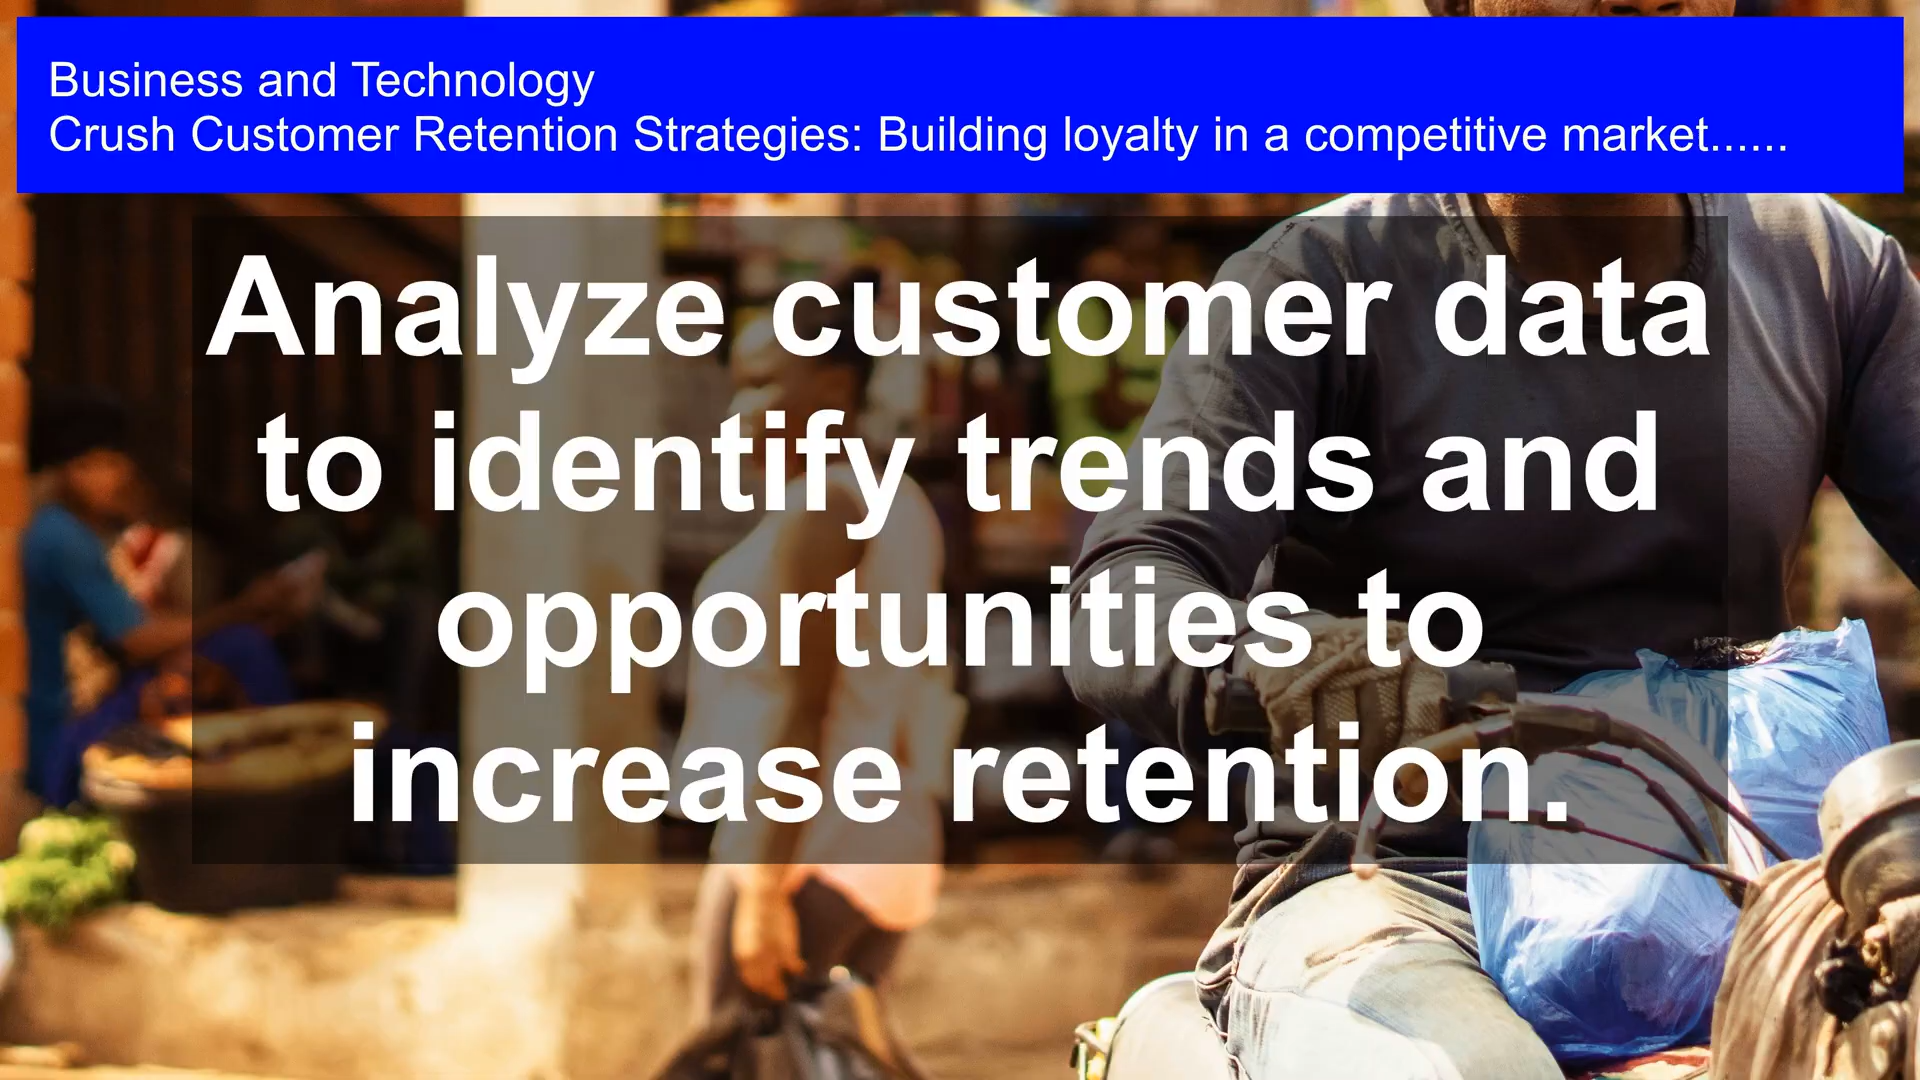 Business and Technology
Crush Customer Retention Strategies: Building loyalty in a competitive market......
Analyze customer data
to identify trends and
opportunities to
increase retention.